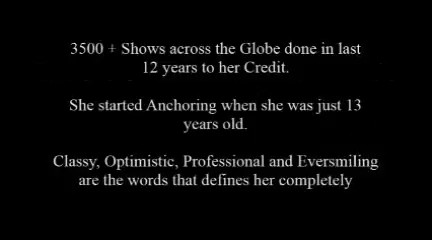 3500 + Shows across the Globe done in last
12 years to her Credit.
She started Anchoring when she was just 13
years old.
Classy, Optimistic, Professional and Eversmiling
are the words that defines her completely